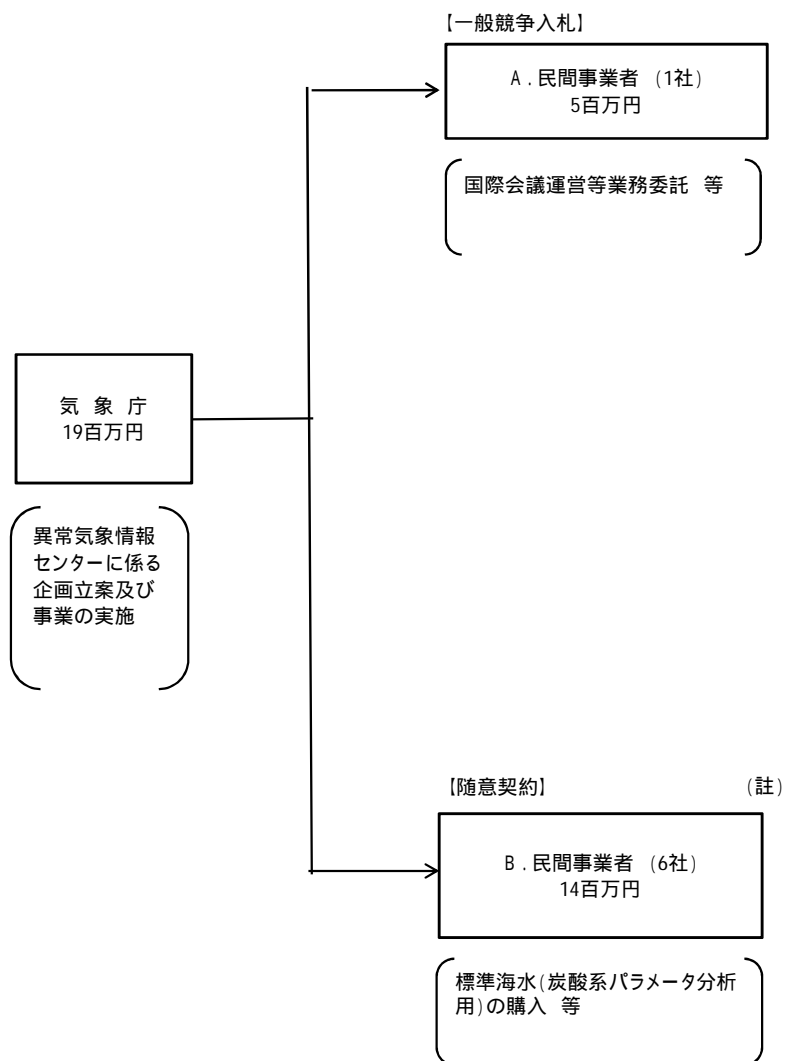 【一般競争入札】
A．民間事業者 (1社)
5百万円
国際会議運営等業務委託 等
気 象 庁
19百万円
異常気象情報
センターに係る
企画立案及び
事業の実施
【随意契約】 (註)
B．民間事業者 (6社)
14百万円
標準海水(炭酸系パラメータ分析
用)の購入 等